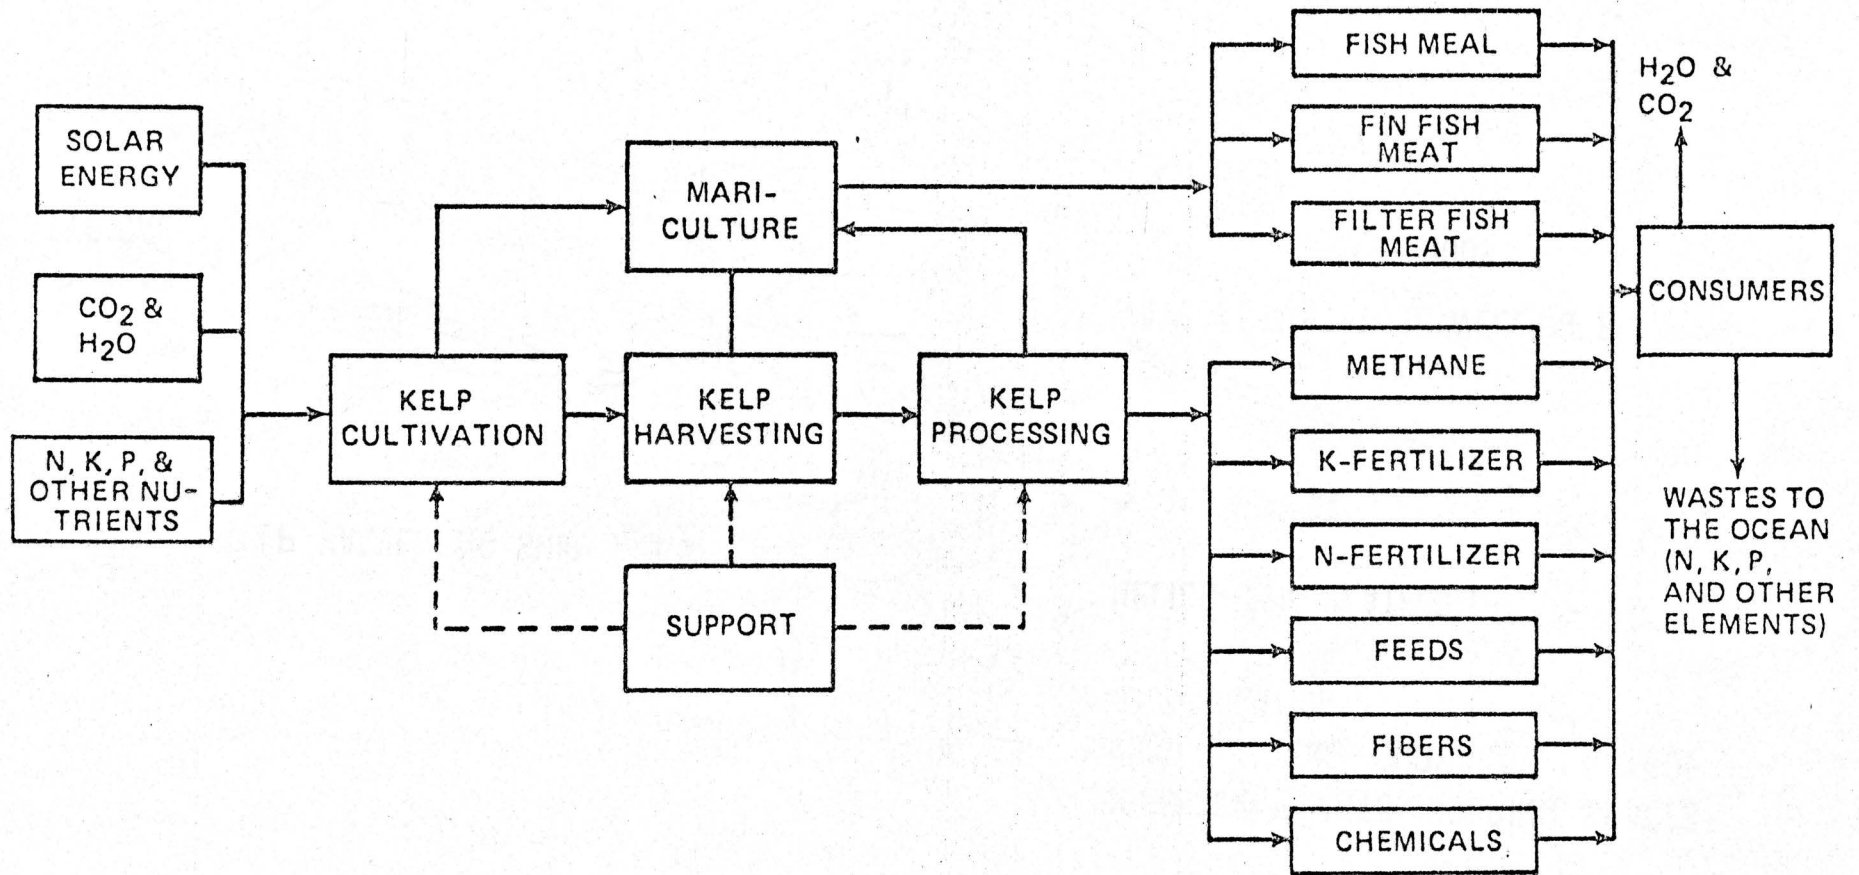 SOLAR
ENERGY
CO2 &
H2O
N, K, P, &
OTHER NU-
TRIENTS
KELP
CULTIVATION
MARI-
CULTURE
KELP
HARVESTING
SUPPORT
KELP
PROCESSING
FISH MEAL
FIN FISH
MEAT
FILTER FISH
MEAT
METHANE
K-FERTILIZER
N-FERTILIZER
FEEDS
FIBERS
CHEMICALS
H2O &
CO2
CONSUMERS
WASTES TO
THE OCEAN
(N, K, P,
AND OTHER
ELEMENTS)